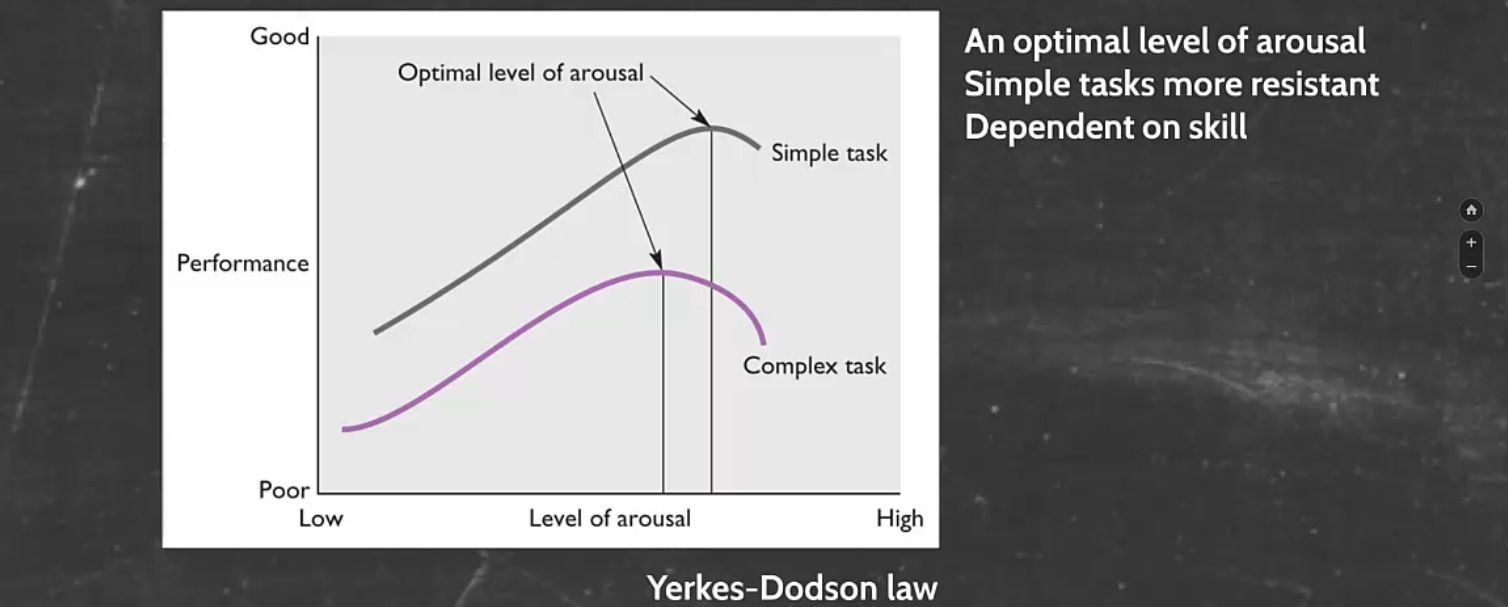 Good
Optimal level of arousal
Simple task
Performance
Complex task
Poor
Low
Level of arousal
High
An optimal level of arousal
Simple tasks more resistant
Dependent on skill
Yerkes-Dodson law